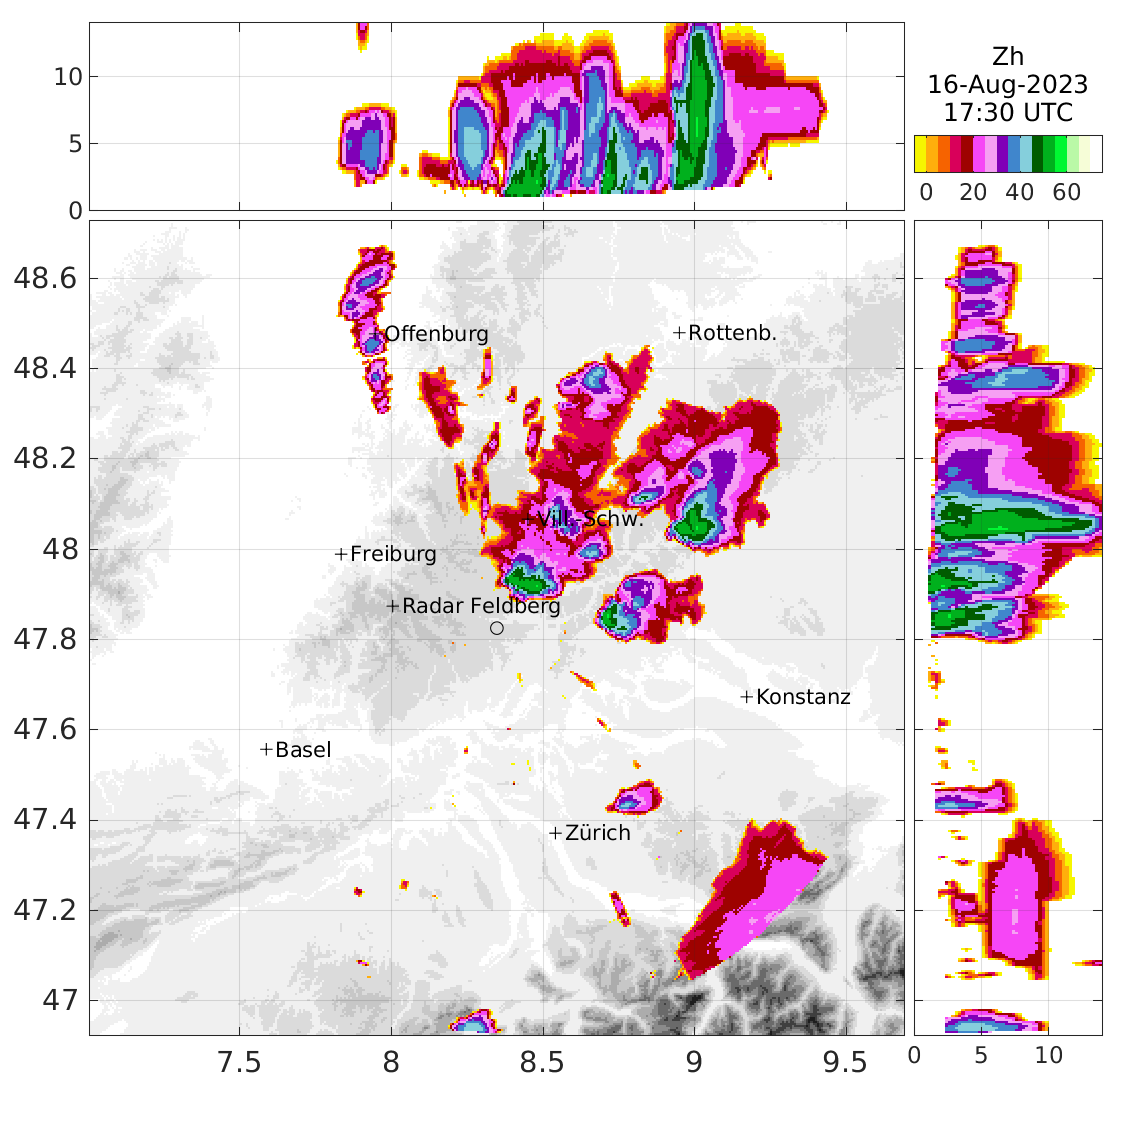 10
5
0
Zh
16-Aug-2023
17:30 UTC
0 20 40 60
48.6
48.4
48.2
48
47.8
47.6
47.4
47.2
47
+Offenburg
+Rottenb.
+Vill.-Schw.
+Freiburg
+Radar Feldberg
+Konstanz
+Basel
+Zürich
7.5 8 8.5 9 9.5
0 5 10